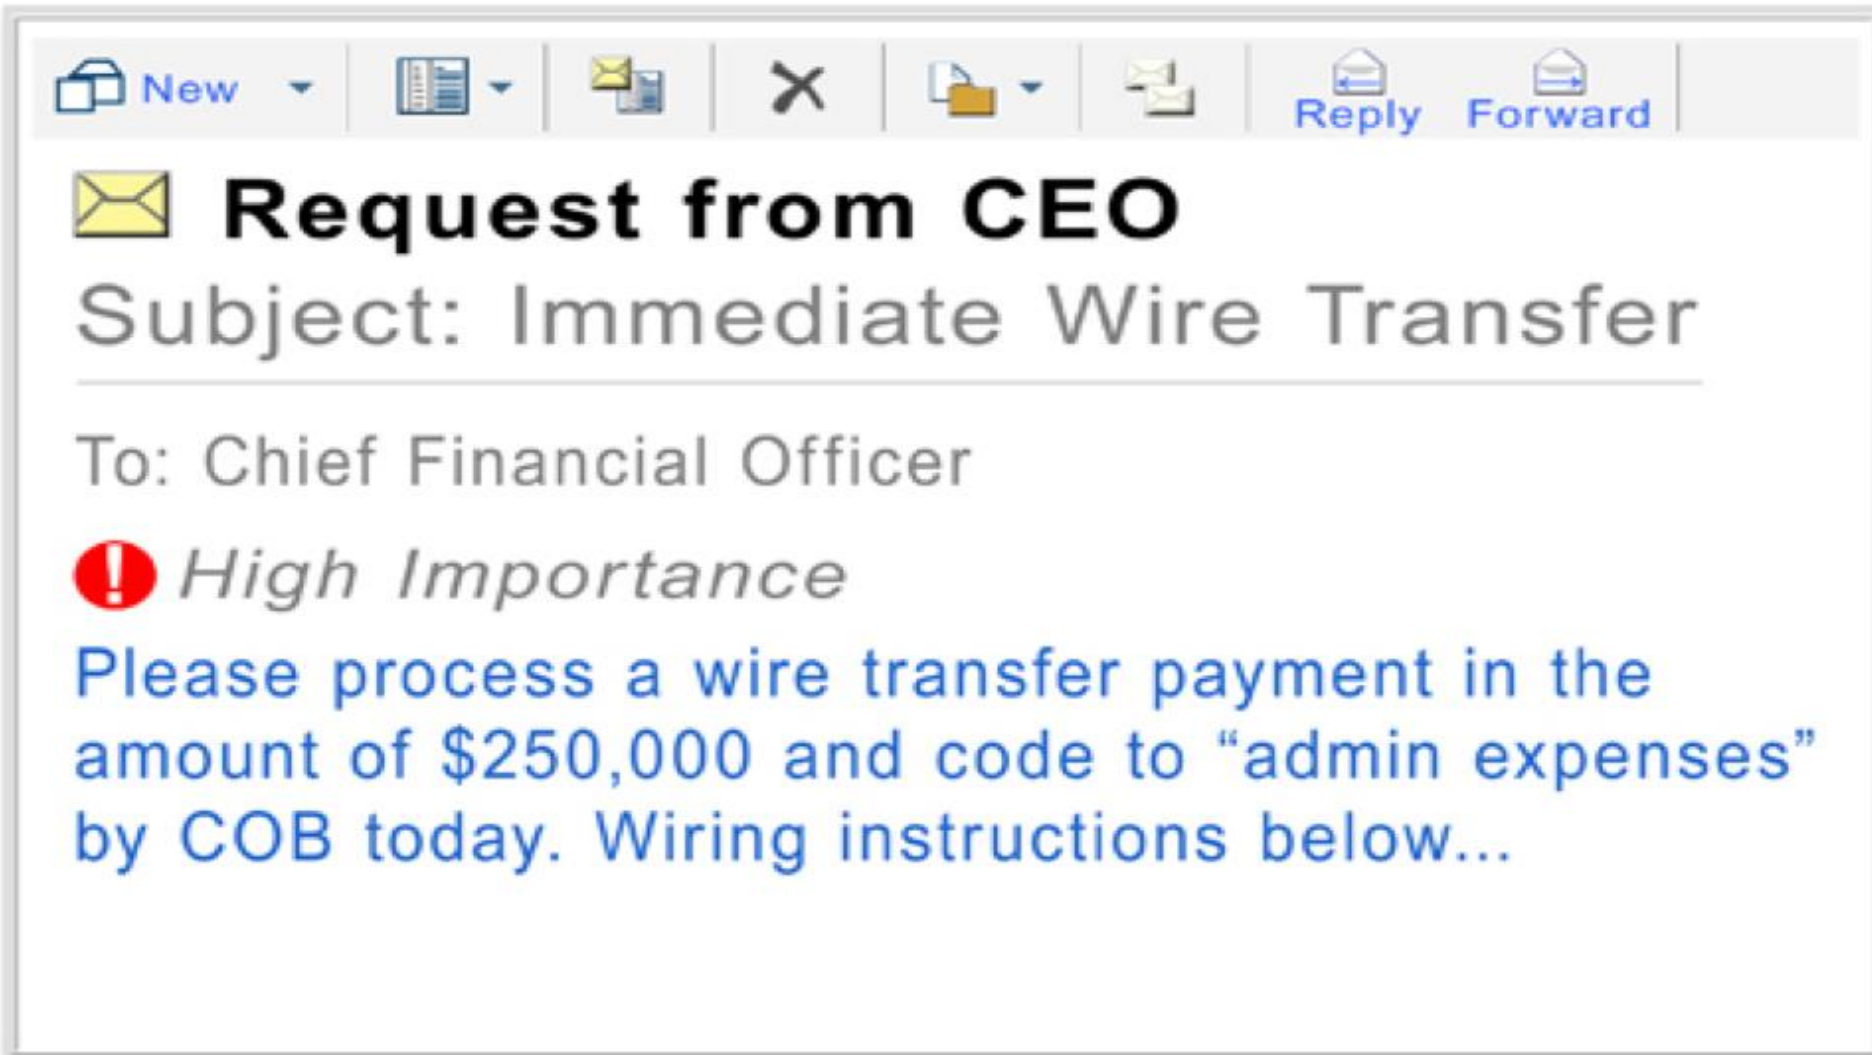 New
Reply Forward
Request from CEO
Subject: Immediate Wire Transfer
To: Chief Financial Officer
! High Importance
Please process a wire transfer payment in the
amount of $250,000 and code to “admin expenses”
by COB today. Wiring instructions below...